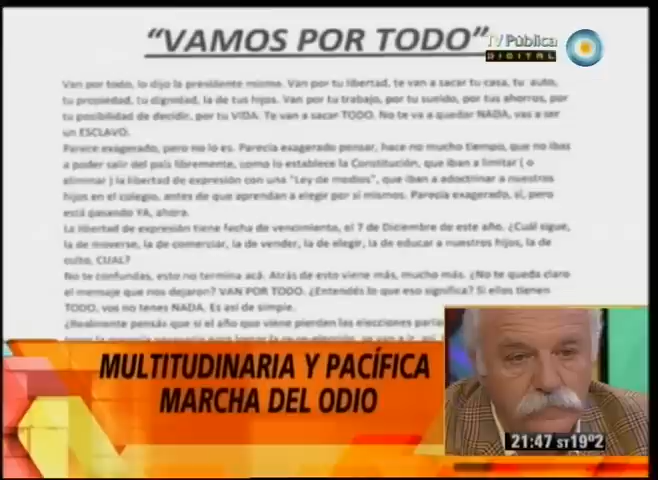 "VAMOS POR TODO"
TV Pública
DIGITAL
Van por todo, lo dijo la presidente misma. Van por tu libertad, te van a sacar tu casa, tu auto,
tu propiedad, tu dignidad, la de tus hijos. Van por tu trabajo, por tu sueldo, por tus ahorros, por
tu posibilidad de decidir, por tu VIDA. Te van a sacar TODO. No te va a quedar NADA, vas a ser
un ESCLAVO.
Parece exagerado, pero no lo es. Parecía exagerado pensar, hace no mucho tiempo, que no ibas
a poder salir del país libremente, como lo establece la Constitución, que iban a limitar ( o
eliminar ) la libertad de expresión con una "Ley de medios", que iban a adoctrinar a nuestros
hijos en el colegio, antes de que aprendan a elegir por sí mismos. Parecía exagerado, sí, pero
está pasando YA, ahora.
La libertad de expresión tiene fecha de vencimiento, el 7 de Diciembre de este año. ¿Cuál sigue,
la de moverse, la de comerciar, la de vender, la de elegir, la de educar a nuestros hijos, la de
culto, CUAL?
No te confundas, esto no termina acá. Atrás de esto viene más, mucho más. ¿No te queda claro
el mensaje que nos dejaron? VAN POR TODO. ¿Entendés lo que eso significa? Si ellos tienen
TODO, vos no tenes NADA. Es así de simple.
¿Realmente pensás que si el año que viene pierden las elecciones
MULTITUDINARIA Y PACÍFICA
MARCHA DEL ODIO
21:47 ST 19º2